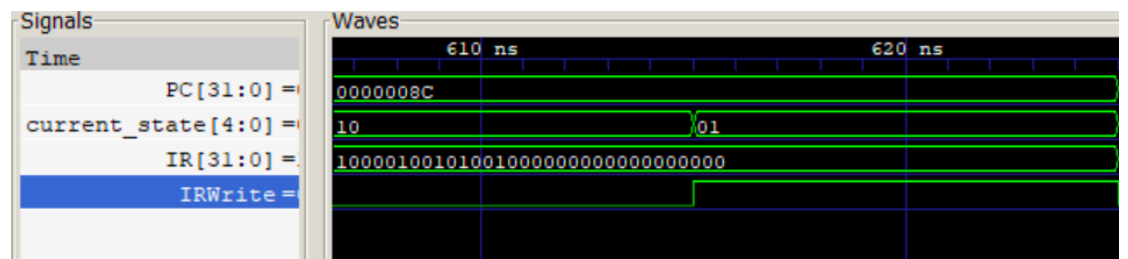 Signals
Waves
Time
610 ns
620 ns
PC[31:0] =
0000008C
current_state[4:0] =
10
01
IR[31:0] =
10000100101001000000000000000000
IRWrite =